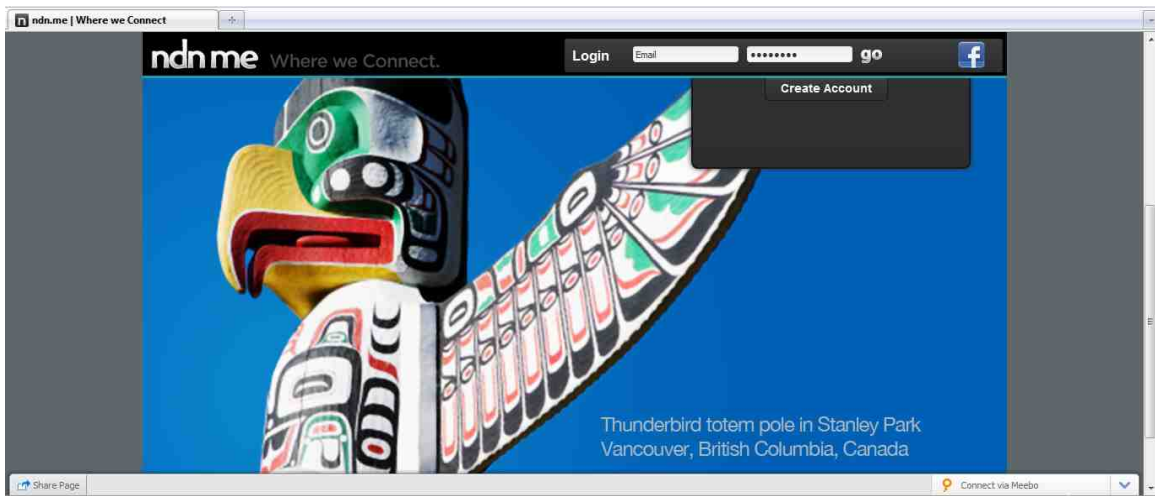 ndn.me | Where we Connect
ndn me Where we Connect.
Login Email •••••••• go f
Create Account
Thunderbird totem pole in Stanley Park
Vancouver, British Columbia, Canada
Share Page
Connect via Meebo